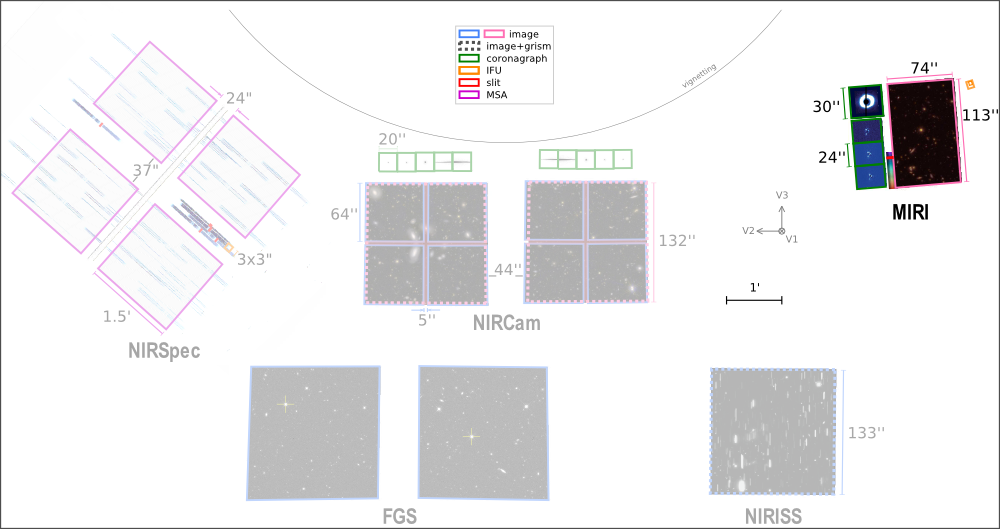 image
image+grism
coronagraph
IFU
slit
MSA
vignetting
24''
37"
3x3"
1.5'
NIRSpec
20''
64''
44''
132''
5''
NIRCam
V3
V2
V1
1'
74''
30''
113''
24''
MIRI
FGS
133''
NIRISS